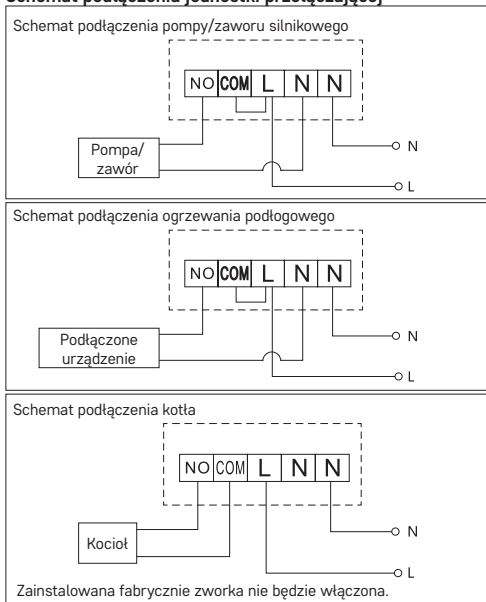 Schemat podłączenia jednostki przełączającej
Schemat podłączenia pompy/zaworu silnikowego
NO COM L N N
Pompa/
zawór
N
L
Schemat podłączenia ogrzewania podłogowego
NO COM L N N
Podłączone
urządzenie
N
L
Schemat podłączenia kotła
NO COM L N N
Kocioł
N
L
Zainstalowana fabrycznie zworka nie będzie włączona.